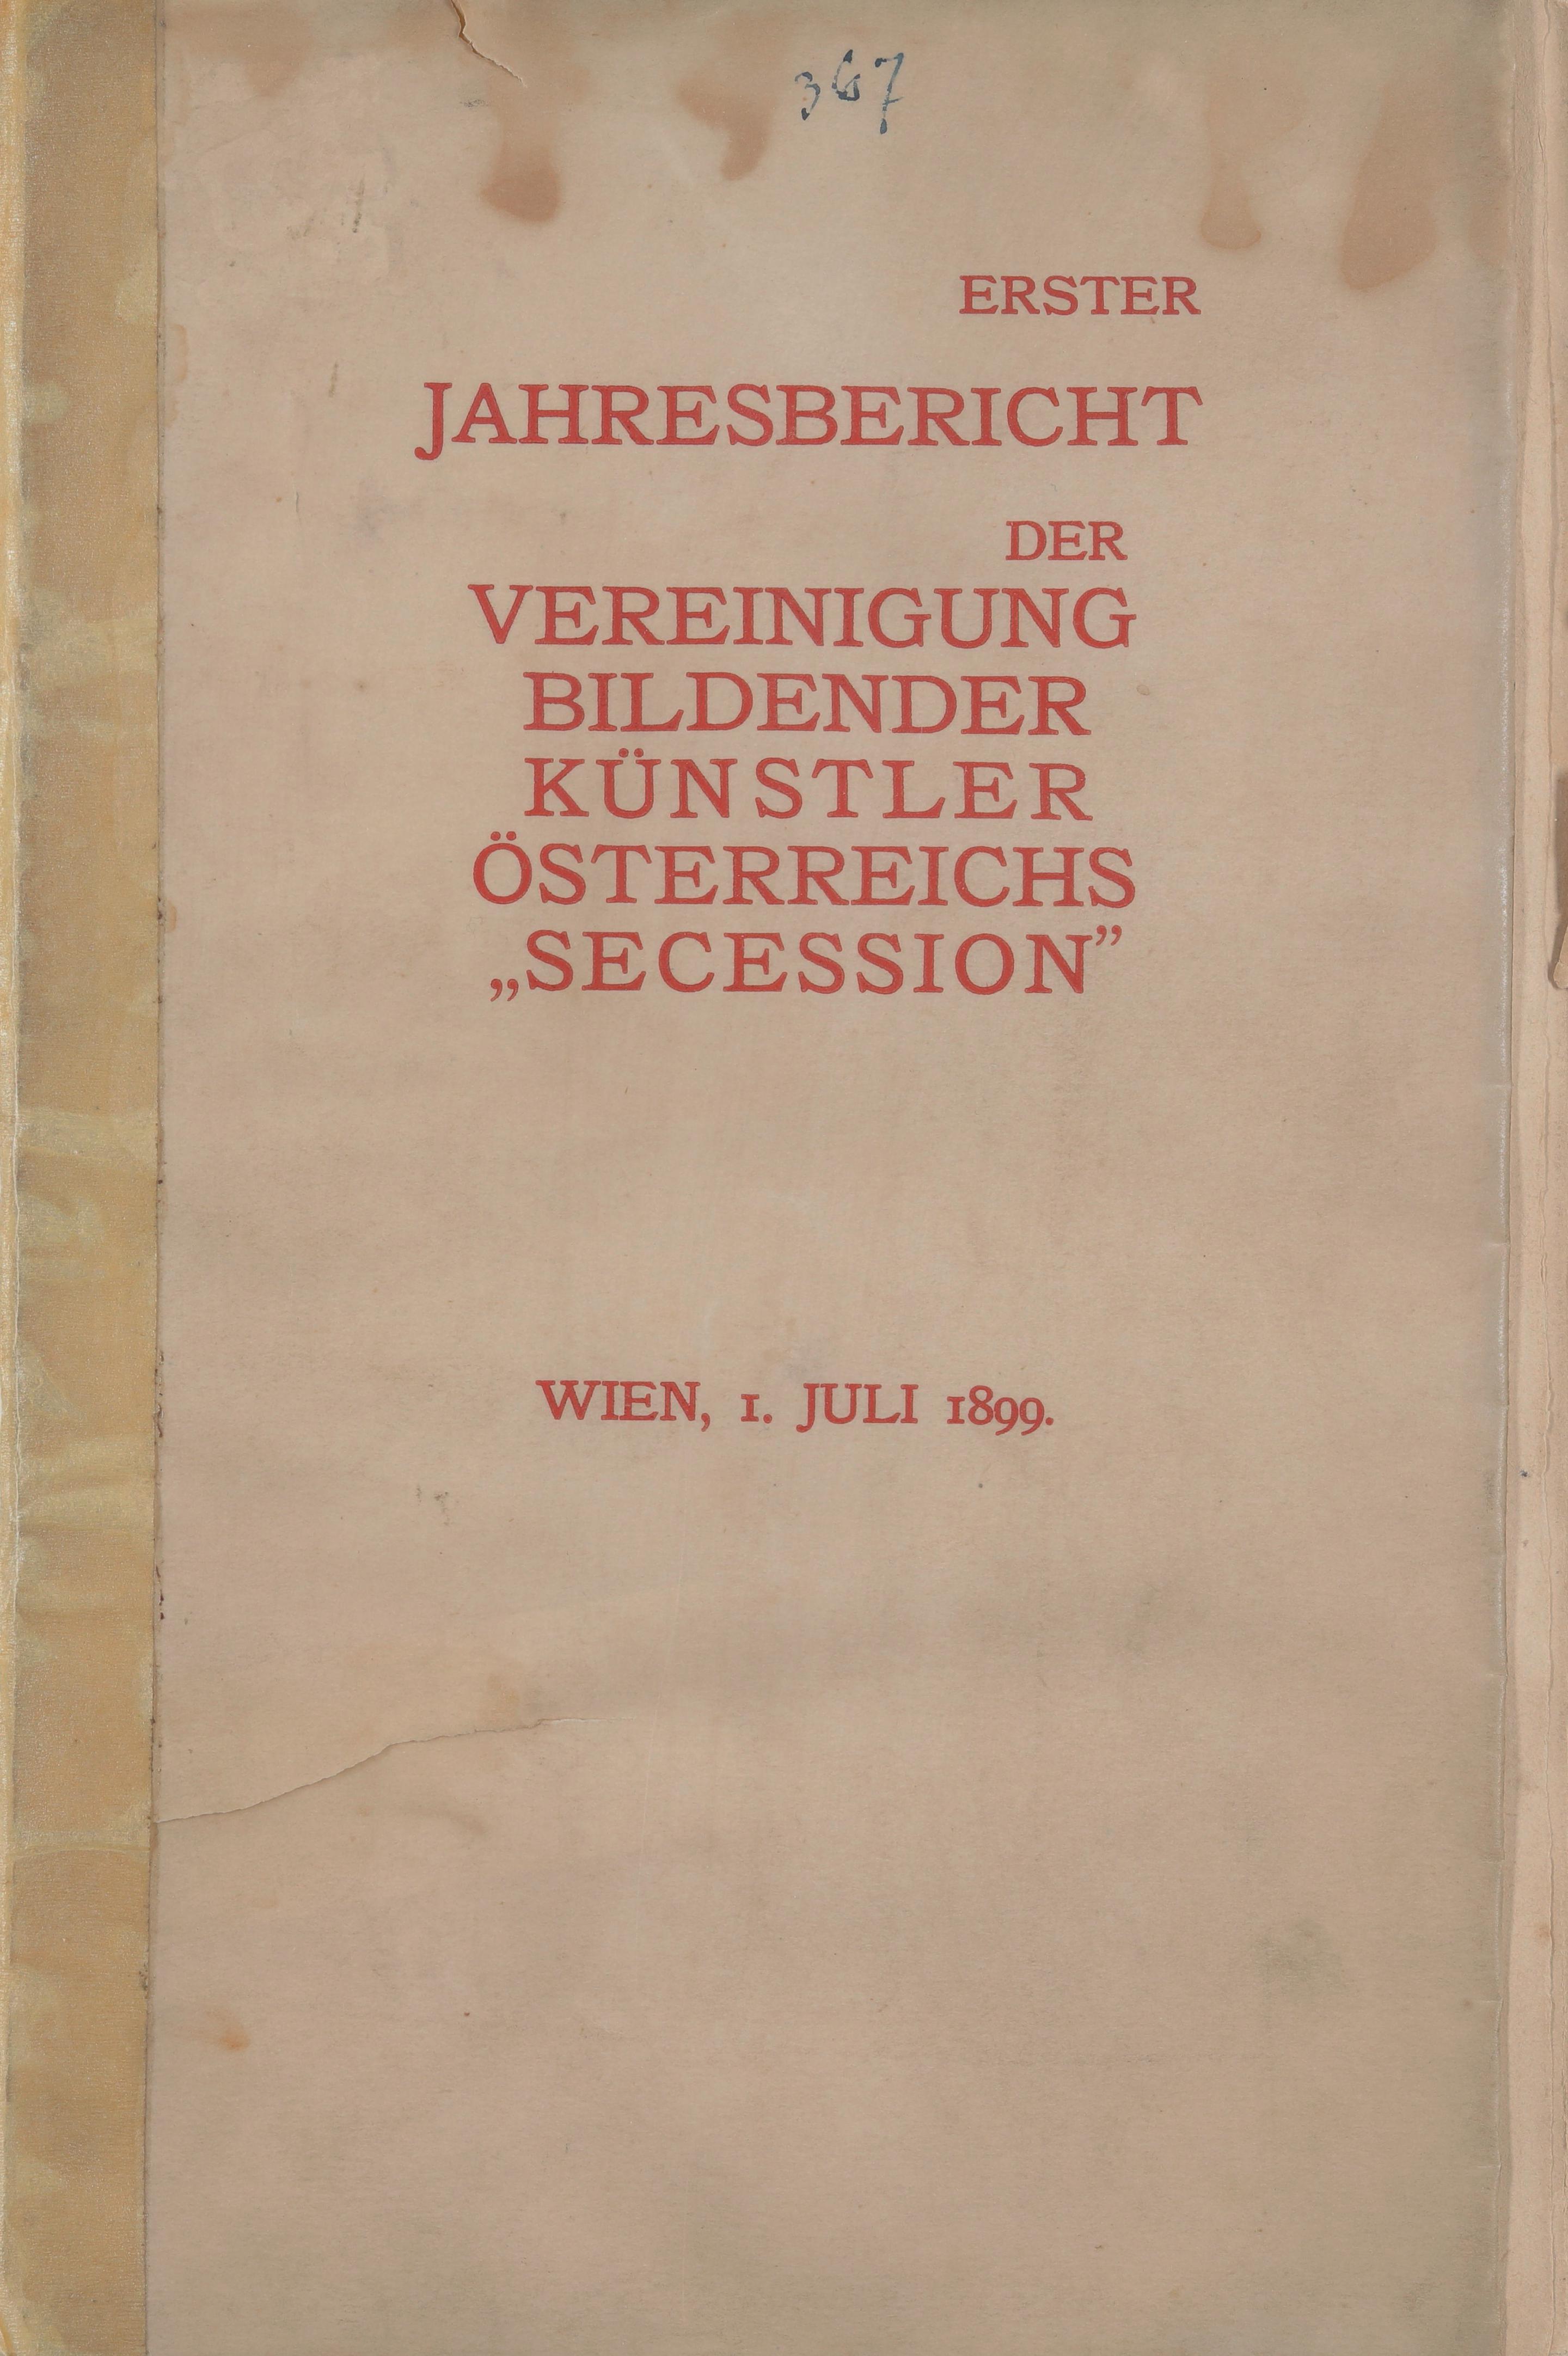 367
ERSTER
JAHRESBERICHT
DER
VEREINIGUNG
BILDENDER
KÜNSTLER
ÖSTERREICHS
„SECESSION”
WIEN, 1. JULI 1899.